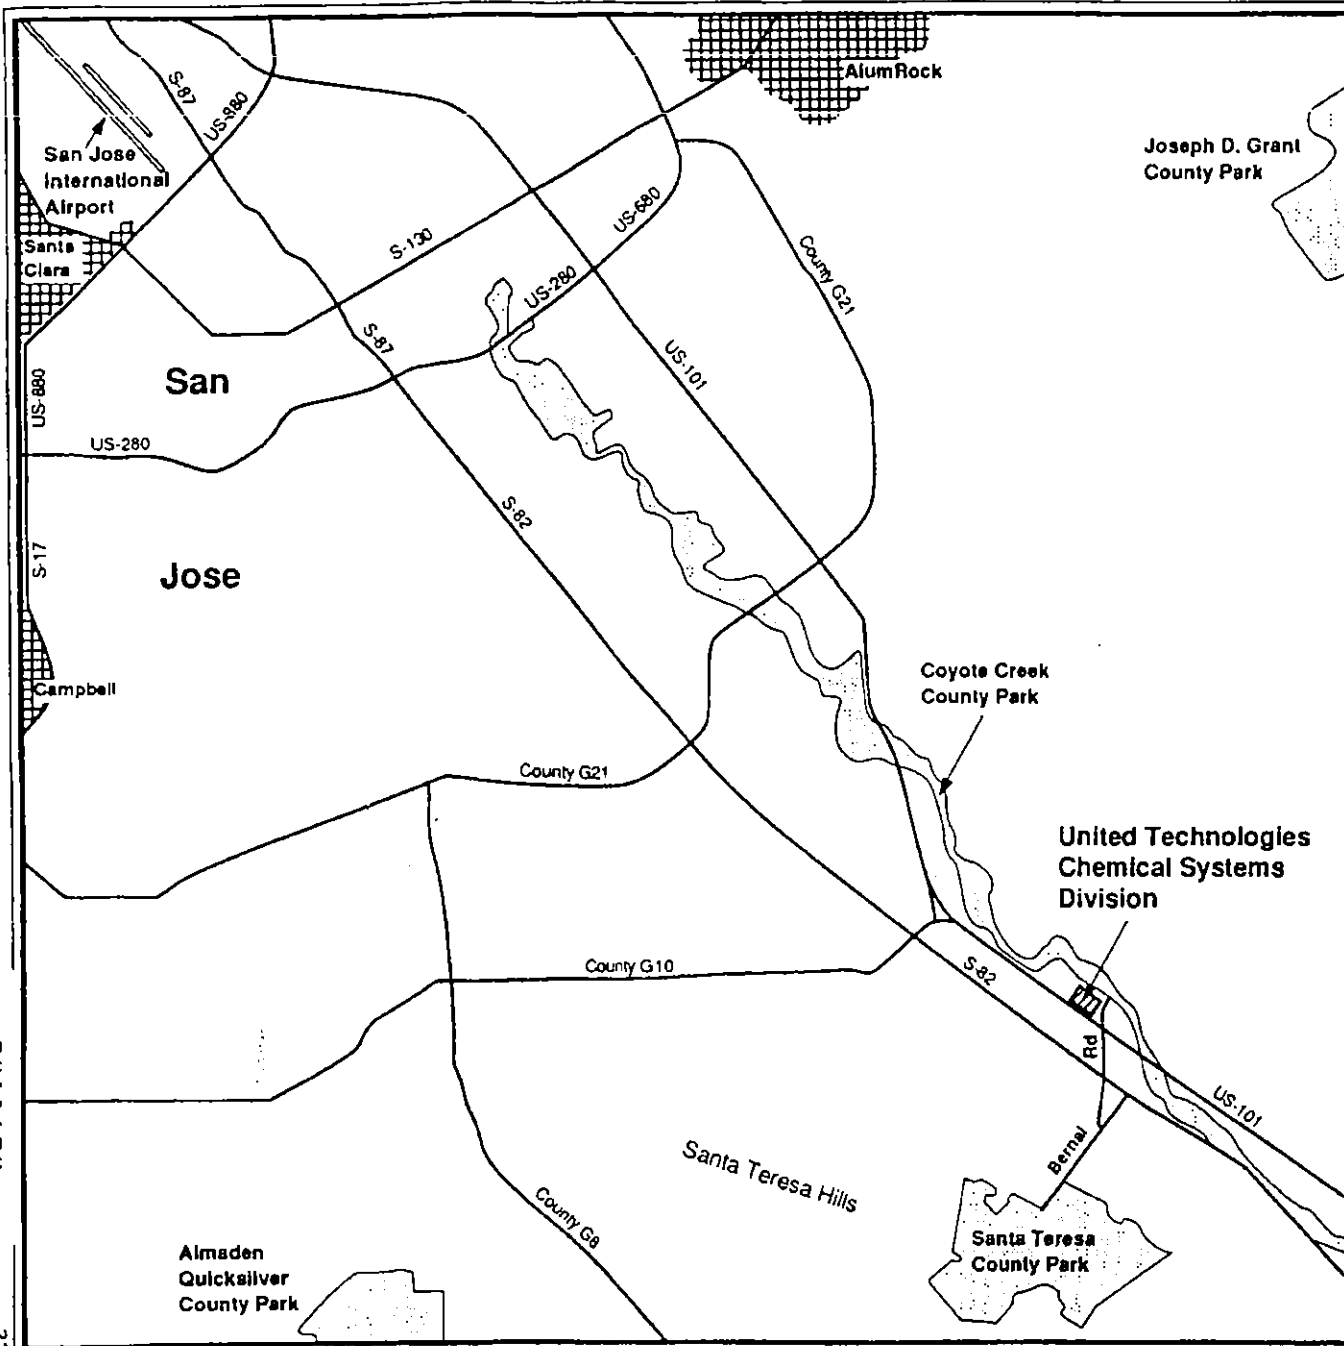 S-87
US-880
AlumRock
San Jose
International
Airport
Joseph D. Grant
County Park
Santa
Clara
S-130
US-680
County G21
US-280
S-87
US-101
San
US-880
US-280
S-82
S-17
Jose
Coyote Creek
County Park
Campbell
County G21
United Technologies
Chemical Systems
Division
County G10
S-82
Rd
US-101
Bernal
Santa Teresa Hills
County G8
Santa Teresa
County Park
Almaden
Quicksilver
County Park